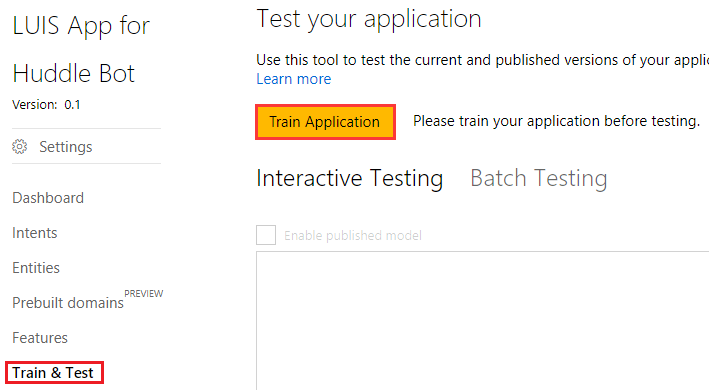 LUIS App for
Huddle Bot
Version: 0.1
Settings
Dashboard
Intents
Entities
Prebuilt domains PREVIEW
Features
Train & Test
Test your application
Use this tool to test the current and published versions of your
Learn more
Train Application
Please train your application before testing.
Interactive Testing
Batch Testing
Enable published model